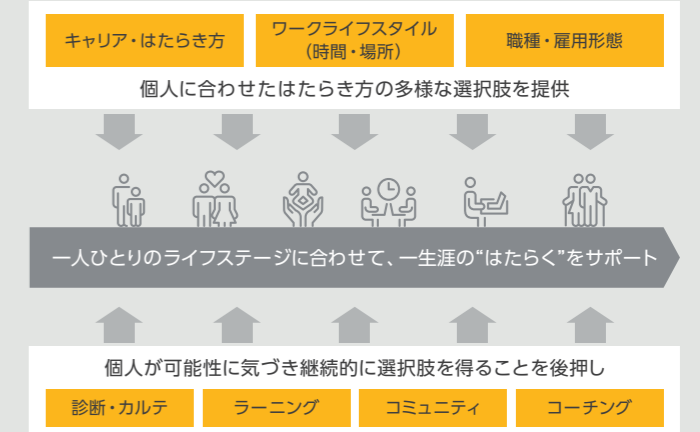 キャリア・はたらき方
ワークライフスタイル
（時間・場所）
職種・雇用形態
個人に合わせたはたらき方の多様な選択肢を提供
一人ひとりのライフステージに合わせて、一生涯の“はたらく”をサポート
個人が可能性に気づき継続的に選択肢を得ることを後押し
診断・カルテ
ラーニング
コミュニティ
コーチング